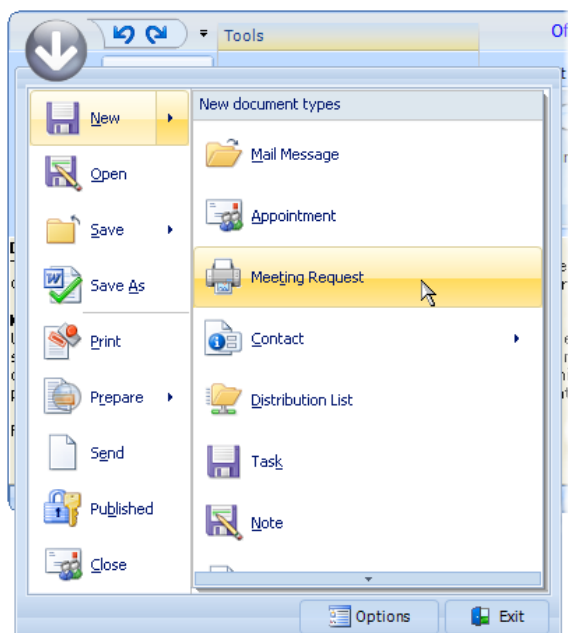 Tools
New
Open
Save
Save As
Print
Prepare
Send
Published
Close
New document types
Mail Message
Appointment
Meeting Request
Contact
Distribution List
Task
Note
Options
Exit